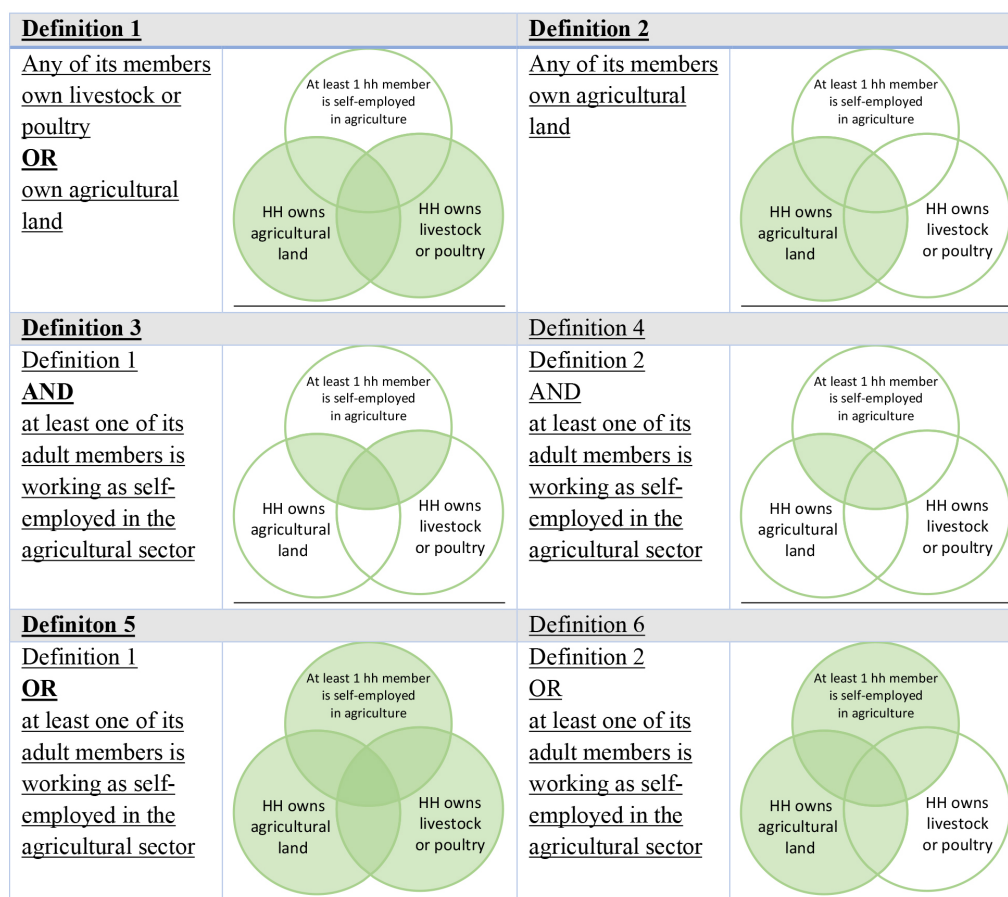 Definition 1
Definition 2
Any of its members
own livestock or
poultry
OR
own agricultural
land
At least 1 hh member
is self-employed
in agriculture
HH owns
agricultural
land
HH owns
livestock
or poultry
Any of its members
own agricultural
land
At least 1 hh member
is self-employed
in agriculture
HH owns
agricultural
land
HH owns
livestock
or poultry
Definition 3
Definition 4
Definition 1
AND
at least one of its
adult members is
working as self-
employed in the
agricultural sector
At least 1 hh member
is self-employed
in agriculture
HH owns
agricultural
land
HH owns
livestock
or poultry
Definition 2
AND
at least one of its
adult members is
working as self-
employed in the
agricultural sector
At least 1 hh member
is self-employed
in agriculture
HH owns
agricultural
land
HH owns
livestock
or poultry
Definiton 5
Definition 6
Definition 1
OR
at least one of its
adult members is
working as self-
employed in the
agricultural sector
At least 1 hh member
is self-employed
in agriculture
HH owns
agricultural
land
HH owns
livestock
or poultry
Definition 2
OR
at least one of its
adult members is
working as self-
employed in the
agricultural sector
At least 1 hh member
is self-employed
in agriculture
HH owns
agricultural
land
HH owns
livestock
or poultry